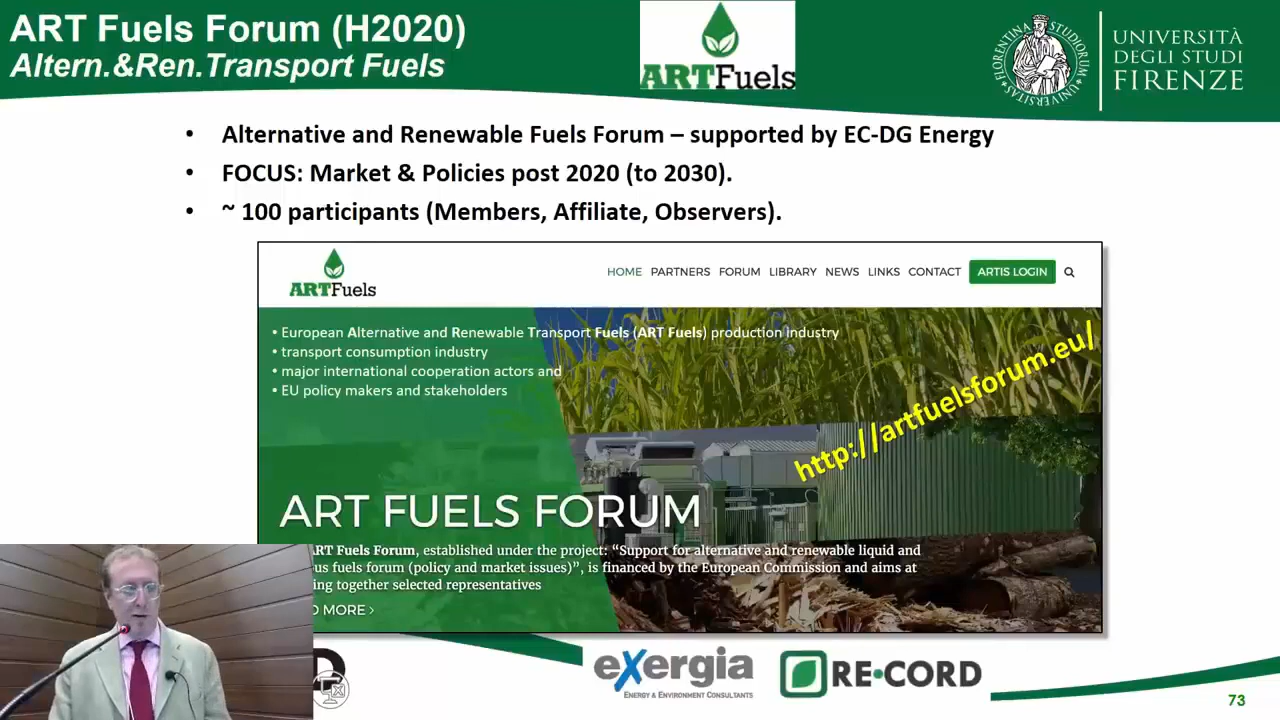 ART Fuels Forum (H2020)
Altern.&Ren.Transport Fuels
ARTFuels
FLORENTINA STUDIORUM UNIVERSITAS
UNIVERSITÀ
DEGLI STUDI
FIRENZE
• Alternative and Renewable Fuels Forum – supported by EC-DG Energy
• FOCUS: Market & Policies post 2020 (to 2030).
• ~ 100 participants (Members, Affiliate, Observers).
ARTFuels
HOME PARTNERS FORUM LIBRARY NEWS LINKS CONTACT ARTIS LOGIN
• European Alternative and Renewable Transport Fuels (ART Fuels) production industry
• transport consumption industry
• major international cooperation actors and
• EU policy makers and stakeholders
http://artfuelsforum.eu/
ART FUELS FORUM
ART Fuels Forum, established under the project: “Support for alternative and renewable liquid and
us fuels forum (policy and market issues)”, is financed by the European Commission and aims at
ing together selected representatives
D MORE >
eXergia
ENERGY & ENVIRONMENT CONSULTANTS
RE-CORD
73